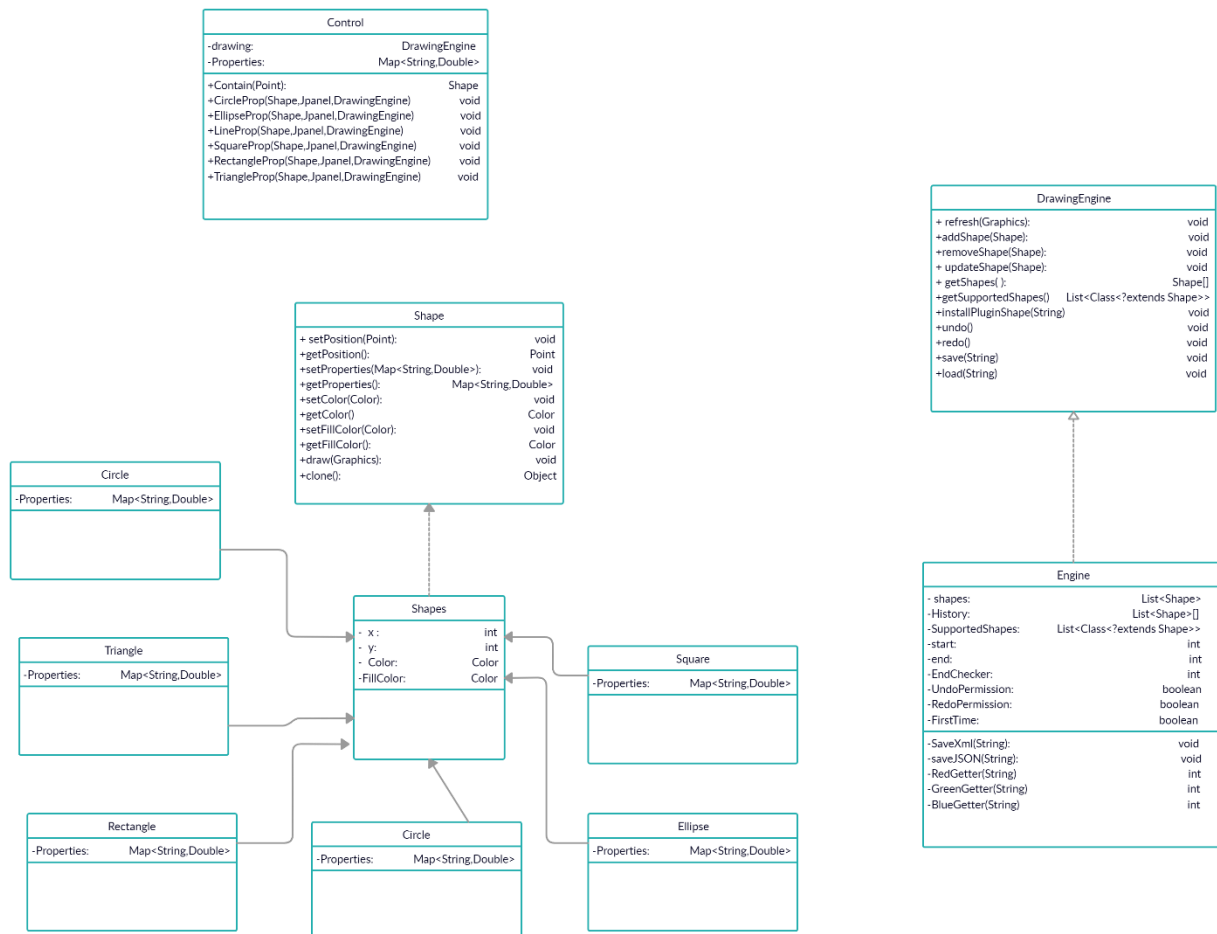 Control
-drawing: DrawingEngine
-Properties: Map<String,Double>
+Contain(Point): Shape
+CircleProp(Shape,Jpanel,DrawingEngine) void
+EllipseProp(Shape,Jpanel,DrawingEngine) void
+LineProp(Shape,Jpanel,DrawingEngine) void
+SquareProp(Shape,Jpanel,DrawingEngine) void
+RectangleProp(Shape,Jpanel,DrawingEngine) void
+TriangleProp(Shape,Jpanel,DrawingEngine) void
DrawingEngine
+ refresh(Graphics): void
+addShape(Shape): void
+removeShape(Shape): void
+ updateShape(Shape): void
+ getShapes( ): Shape[]
+getSupportedShapes() List<Class<?extends Shape>>
+installPluginShape(String) void
+undo() void
+redo() void
+save(String) void
+load(String) void
Shape
+ setPosition(Point): void
+getPosition(): Point
+setProperties(Map<String,Double>): void
+getProperties(): Map<String,Double>
+setColor(Color): void
+getColor() Color
+setFillColor(Color): void
+getFillColor(): Color
+draw(Graphics): void
+clone(): Object
Circle
-Properties: Map<String,Double>
Shapes
- x : int
- y: int
- Color: Color
-FillColor: Color
Triangle
-Properties: Map<String,Double>
Square
-Properties: Map<String,Double>
Rectangle
-Properties: Map<String,Double>
Circle
-Properties: Map<String,Double>
Ellipse
-Properties: Map<String,Double>
Engine
- shapes: List<Shape>
-History: List<Shape>[]
-SupportedShapes: List<Class<?extends Shape>>
-start: int
-end: int
-EndChecker: int
-UndoPermission: boolean
-RedoPermission: boolean
-FirstTime: boolean
-SaveXml(String): void
-saveJSON(String): void
-RedGetter(String) int
-GreenGetter(String) int
-BlueGetter(String) int